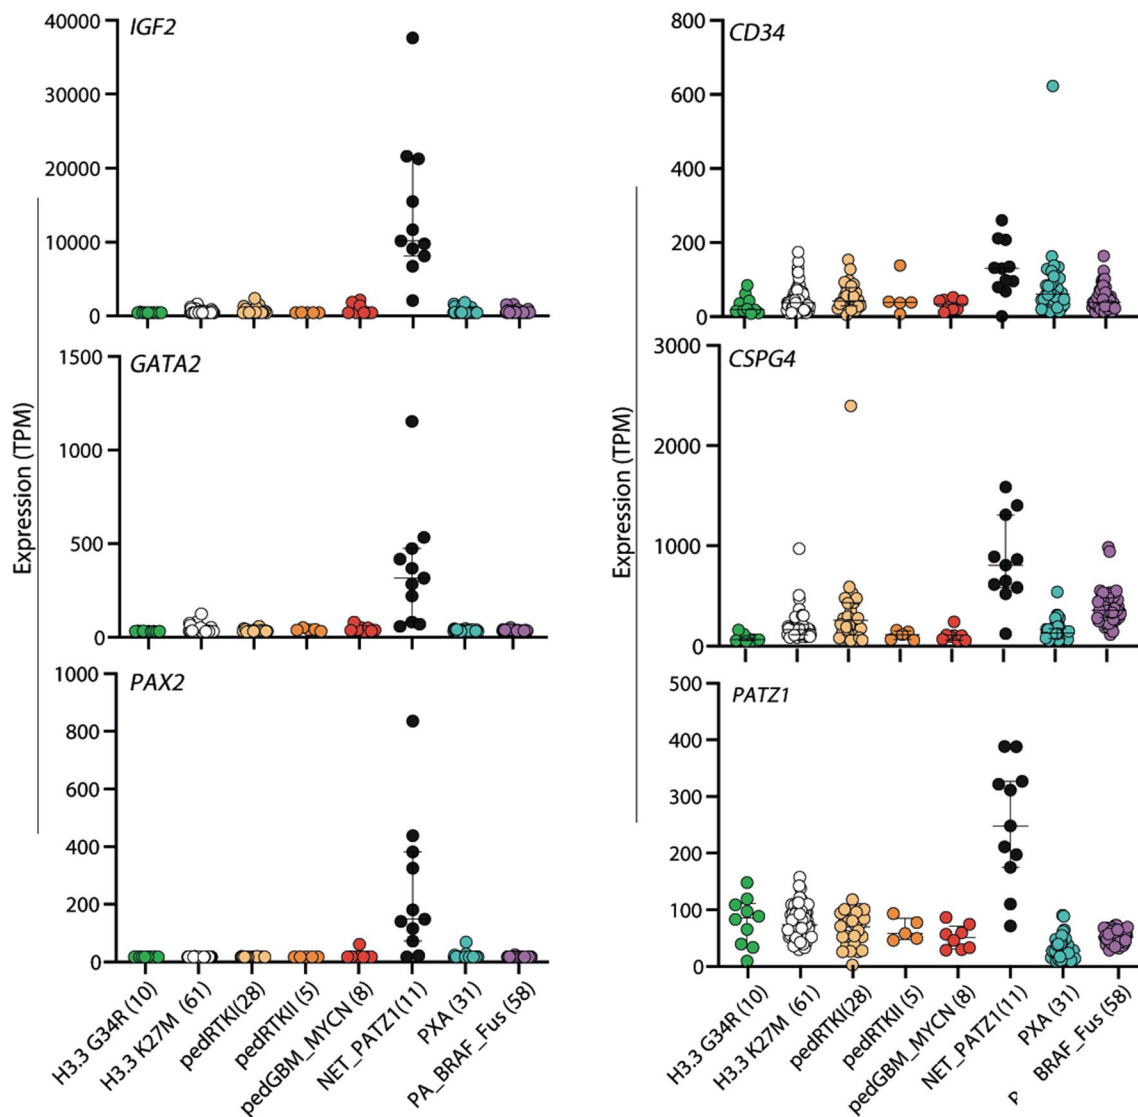 IGF2
40000
30000
20000
10000
0
GATA2
1500
1000
500
0
PAX2
1000
800
600
400
200
0
Expression (TPM)
H3.3 G34R (10)
H3.3 K27M (61)
pedRTKI(28)
pedRTKII (5)
pedGBM_MYCN (8)
NET_PATZ1(11)
PXA (31)
PA_BRAF_Fus (58)
CD34
800
600
400
200
0
CSPG4
3000
2000
1000
0
PATZ1
500
400
300
200
100
0
Expression (TPM)
H3.3 G34R (10)
H3.3 K27M (61)
pedRTKI(28)
pedRTKII (5)
pedGBM_MYCN (8)
NET_PATZ1(11)
PXA (31)
P BRAF_Fus (58)